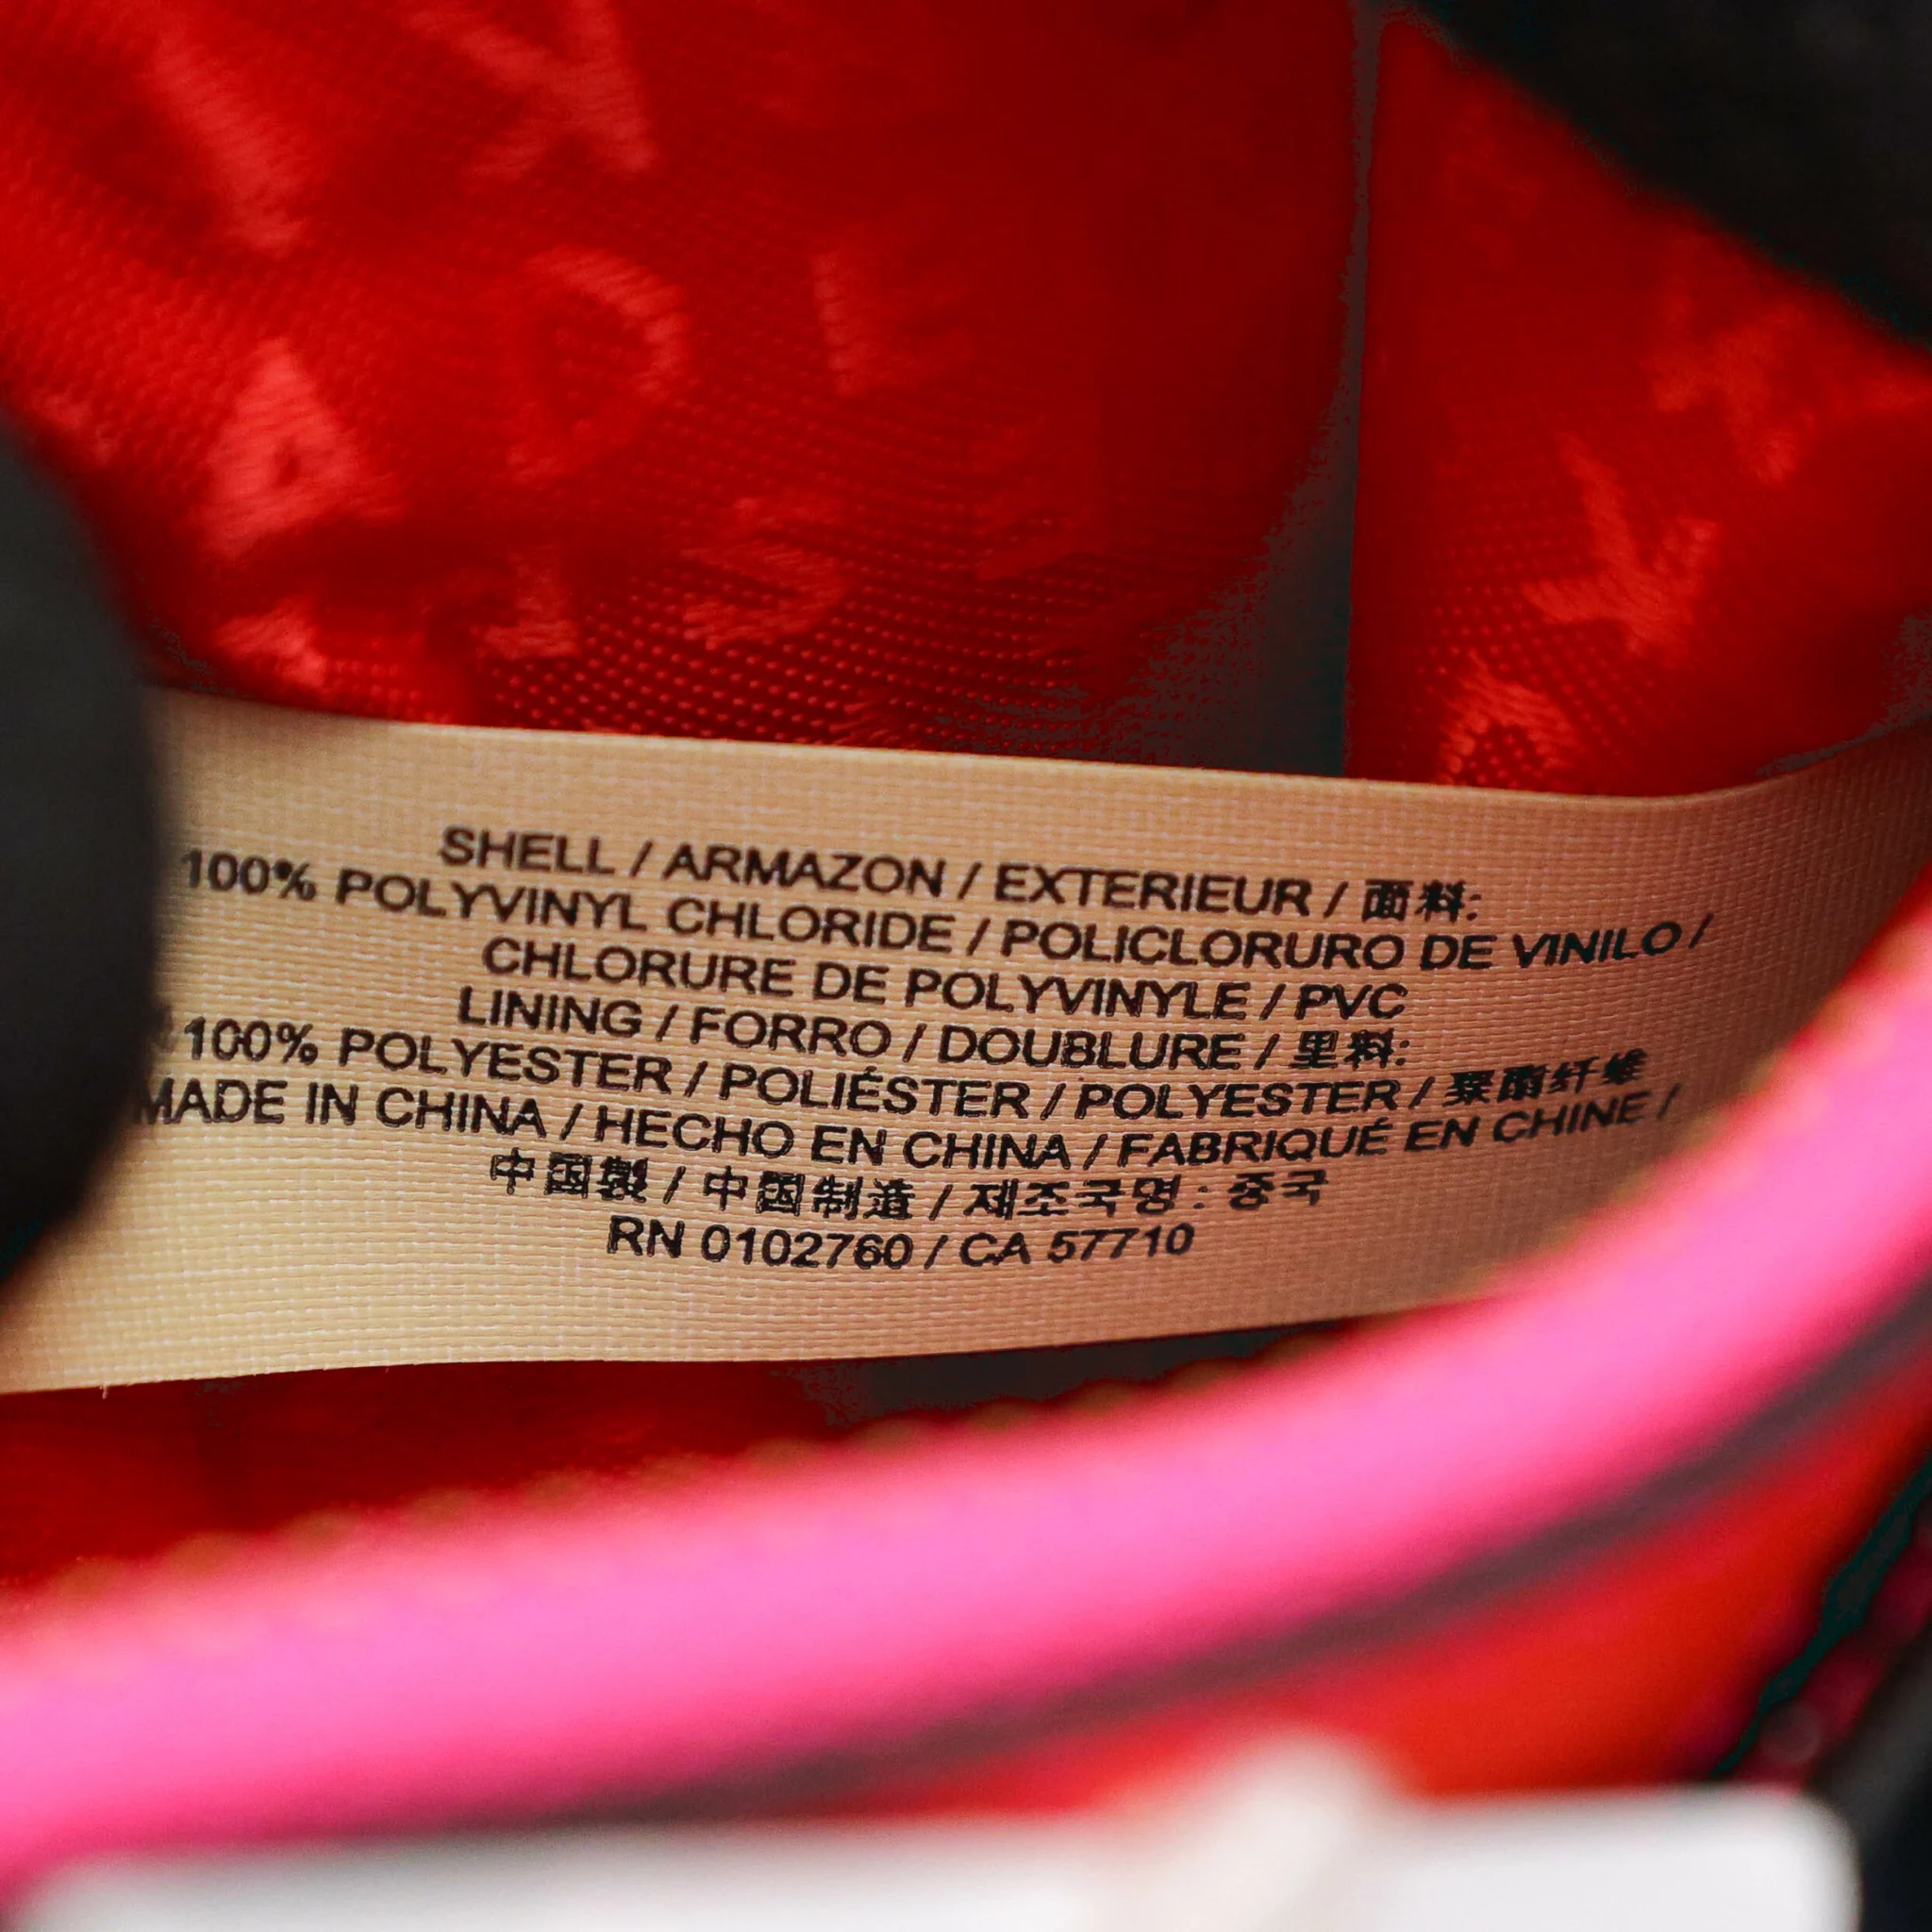 SHELL / ARMAZON / EXTERIEUR / 面料:
100% POLYVINYL CHLORIDE / POLICLORURO DE VINILO /
CHLORURE DE POLYVINYLE / PVC
LINING / FORRO / DOUBLURE / 里料:
100% POLYESTER / POLIÉSTER / POLYESTER / 聚酯纤维
MADE IN CHINA / HECHO EN CHINA / FABRIQUÉ EN CHINE /
中国製 / 中国制造 / 제조국명 : 중국
RN 0102760 / CA 57710